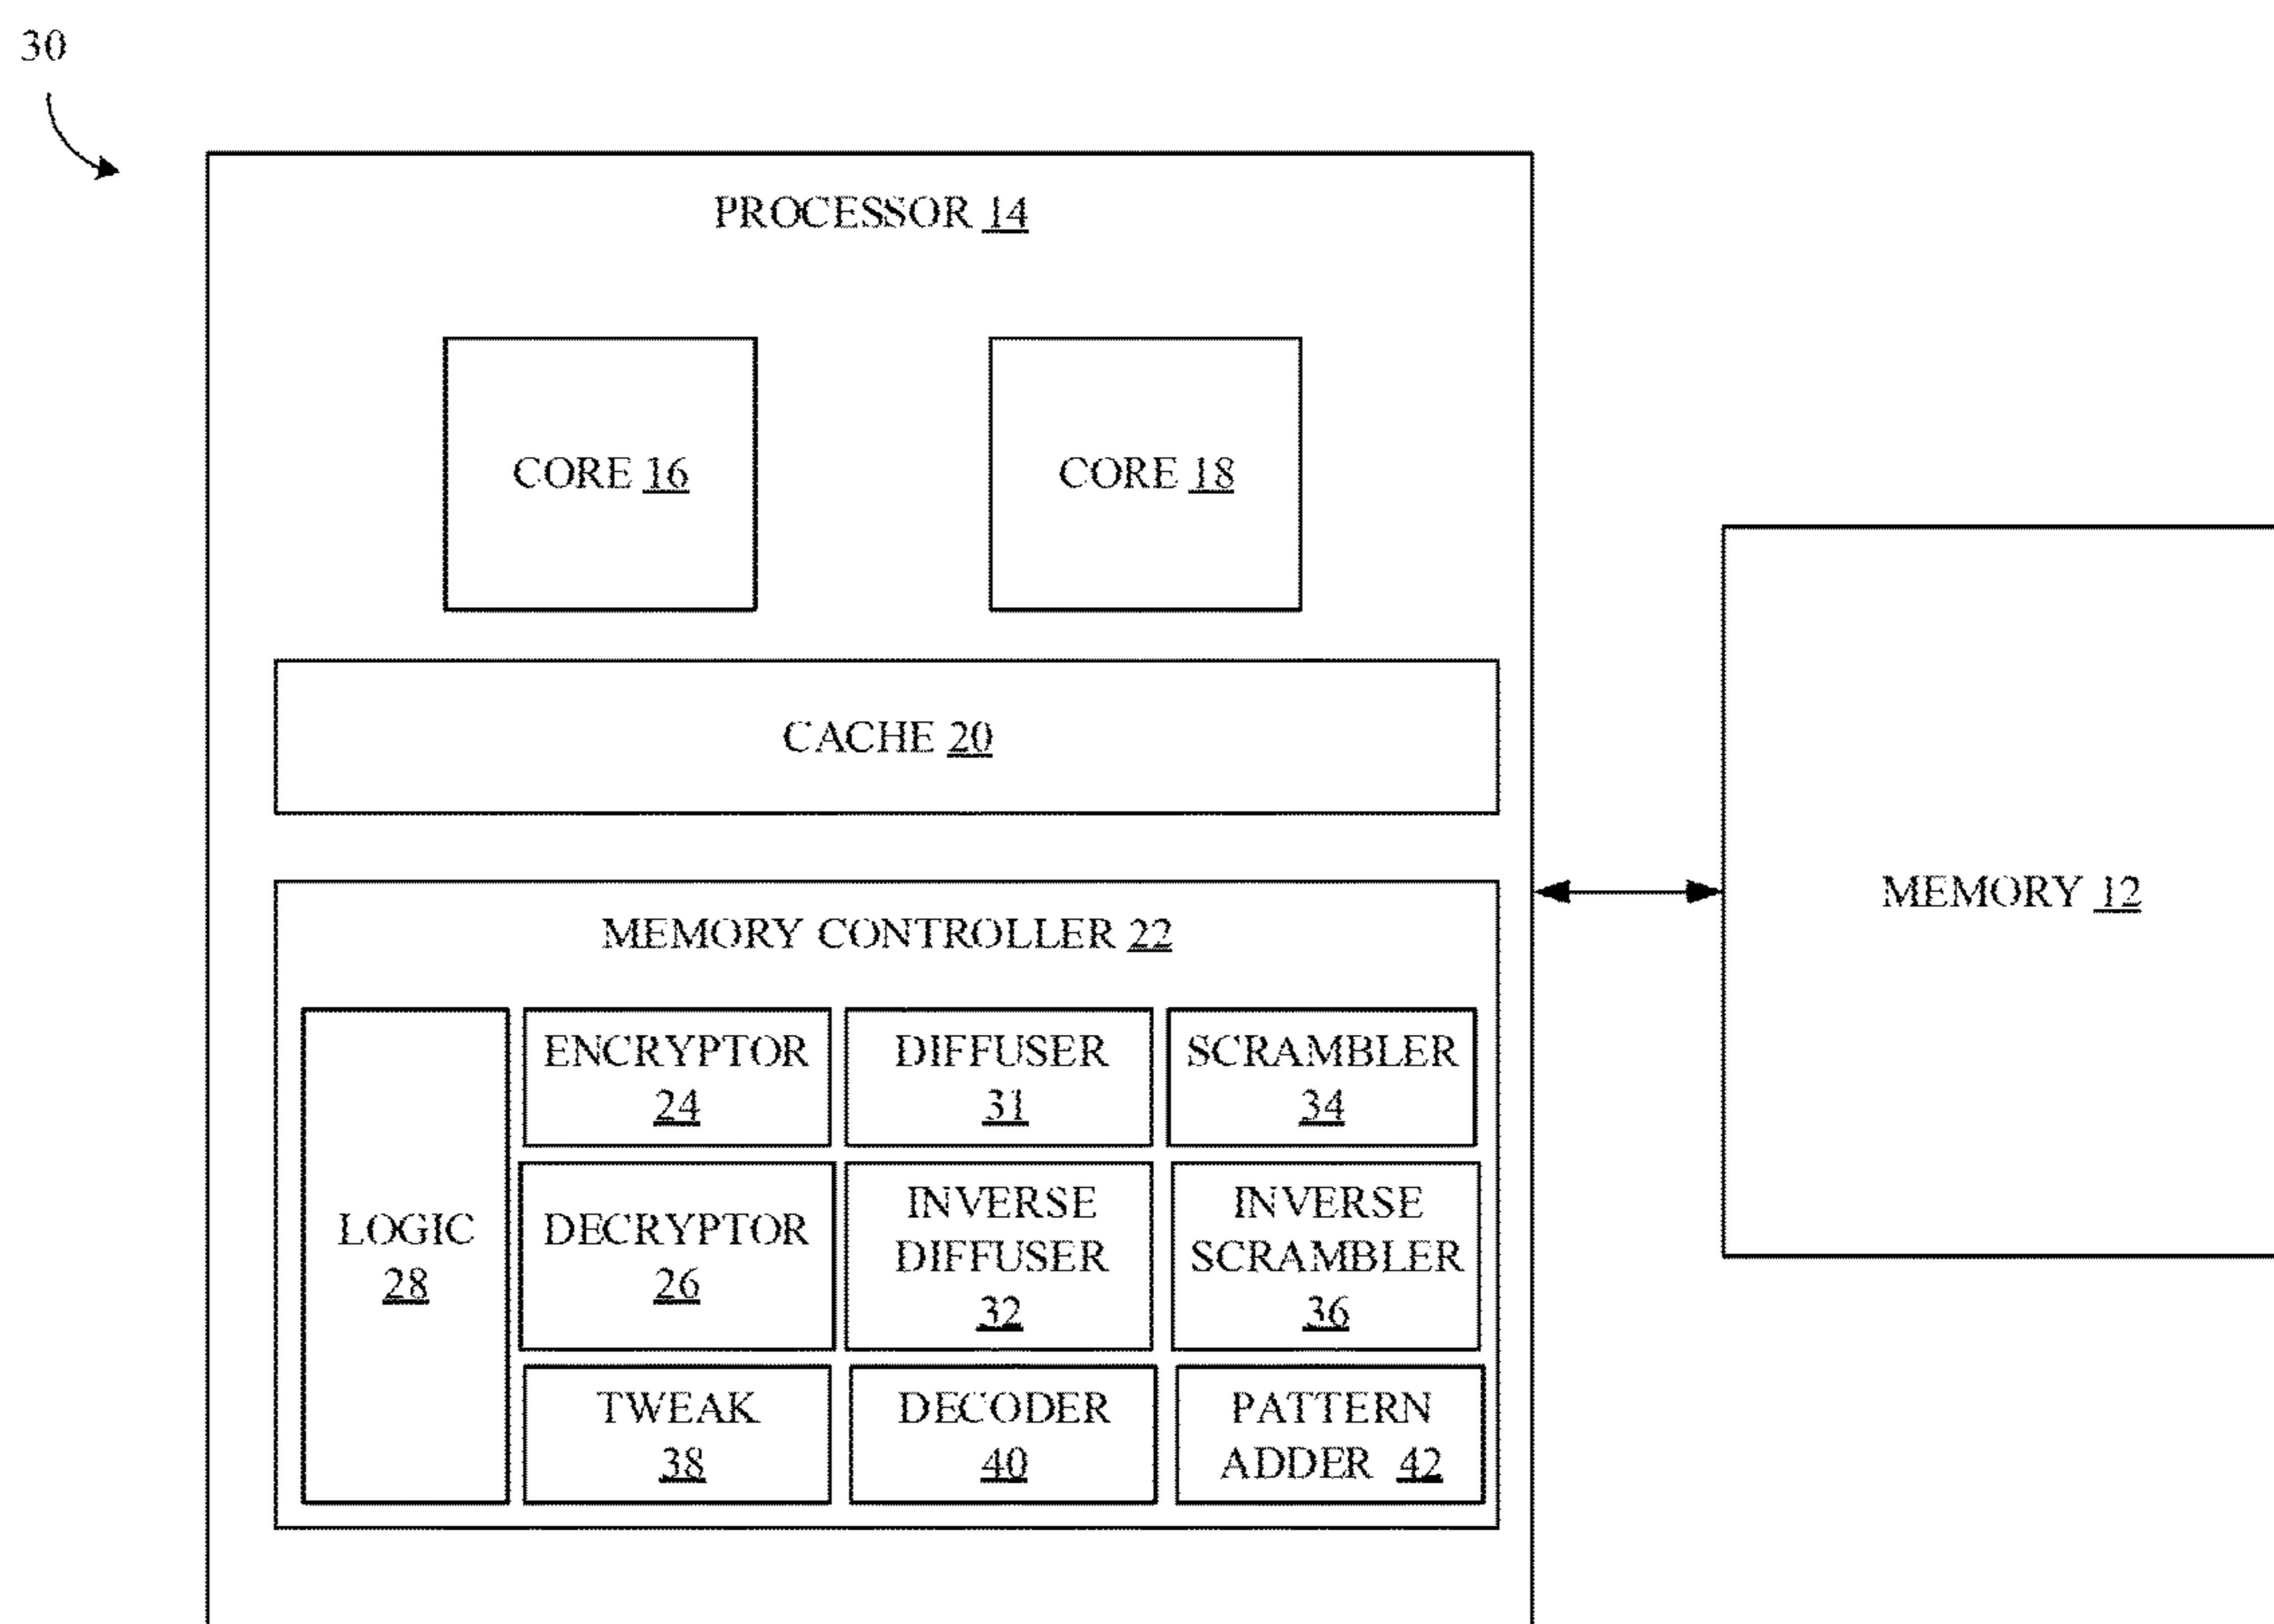 30
PROCESSOR 14
CORE 16
CORE 18
CACHE 20
MEMORY 12
MEMORY CONTROLLER 22
LOGIC
28
ENCRYPTOR
24
DIFFUSER
31
SCRAMBLER
34
DECRYPTOR
26
INVERSE
DIFFUSER
32
INVERSE
SCRAMBLER
36
TWEAK
38
DECODER
40
PATTERN
ADDER 42